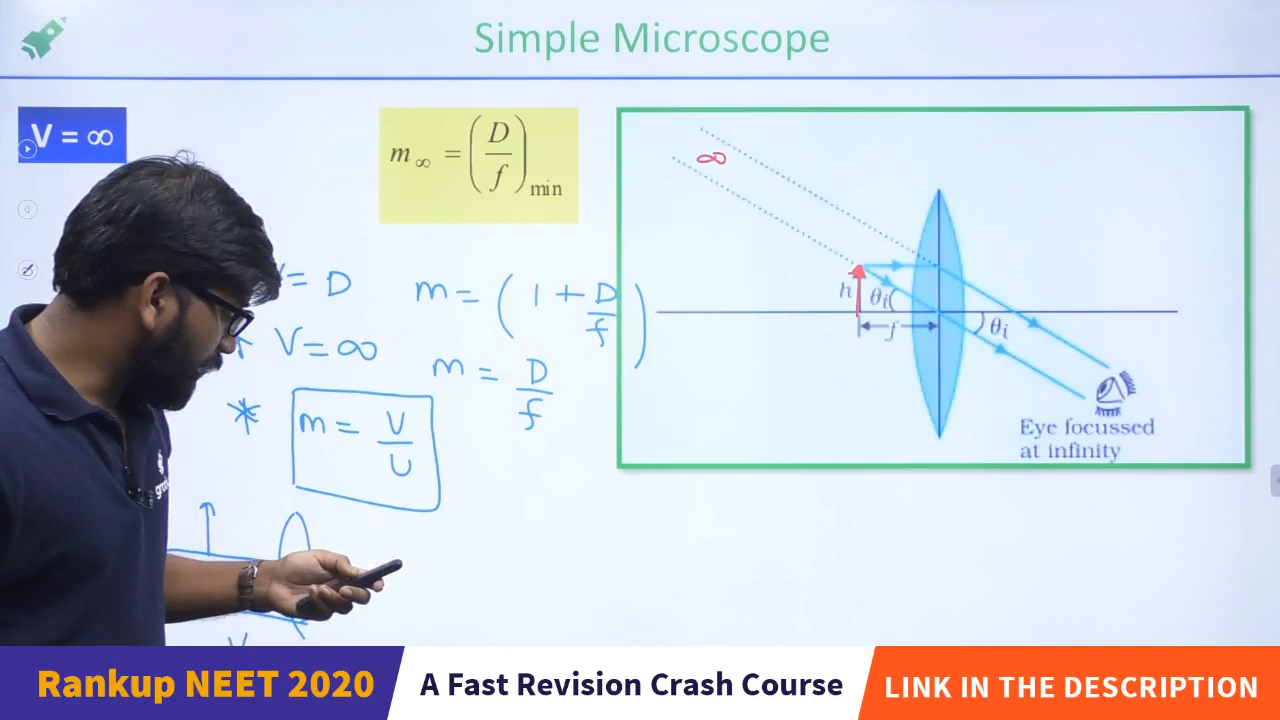 Simple Microscope
V = ∞
m∞ = (D/f)min
∞
V = D
m = (1 + D/f)
V = ∞
m = D/f
* m = V/U
h
θi
f
θi
Eye focussed
at infinity
V
Rankup NEET 2020
A Fast Revision Crash Course
LINK IN THE DESCRIPTION